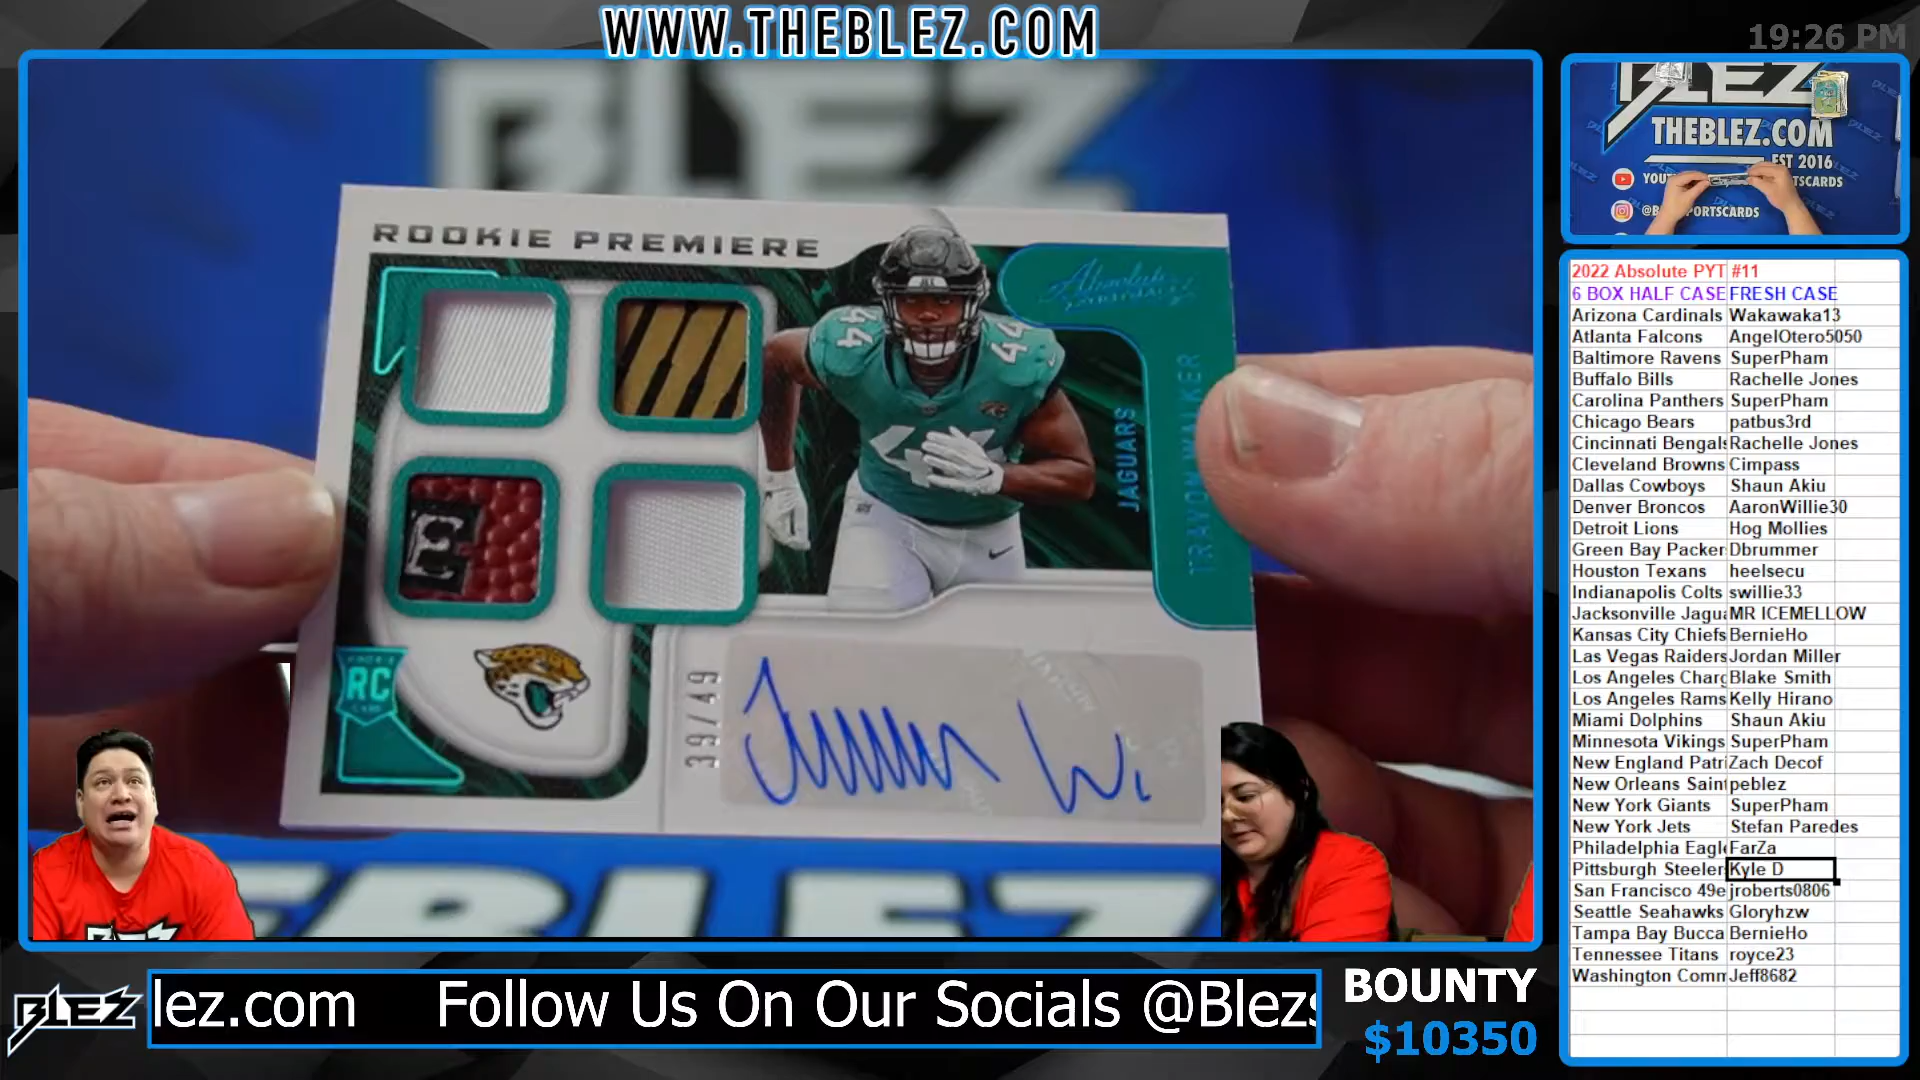 WWW.THEBLEZ.COM
19:26 PM
BLEZ
ROOKIE PREMIERE
Absolute
44
44
44
JAGUARS
TRAVON WALKER
E
RC
39/49
BLEZ
THEBLEZ.COM
EST 2016
@B
2022 Absolute PYT #11
6 BOX HALF CASE FRESH CASE
Arizona Cardinals Wakawaka13
Atlanta Falcons AngelOtero5050
Baltimore Ravens SuperPham
Buffalo Bills Rachelle Jones
Carolina Panthers SuperPham
Chicago Bears patbus3rd
Cincinnati Bengals Rachelle Jones
Cleveland Browns Cimpass
Dallas Cowboys Shaun Akiu
Denver Broncos AaronWillie30
Detroit Lions Hog Mollies
Green Bay Packer Dbrummer
Houston Texans heelsecu
Indianapolis Colts swillie33
Jacksonville Jagua MR ICEMELLOW
Kansas City Chiefs BernieHo
Las Vegas Raiders Jordan Miller
Los Angeles Charg Blake Smith
Los Angeles Rams Kelly Hirano
Miami Dolphins Shaun Akiu
Minnesota Vikings SuperPham
New England Patri Zach Decof
New Orleans Saint peblez
New York Giants SuperPham
New York Jets Stefan Paredes
Philadelphia Eagl FarZa
Pittsburgh Steeler Kyle D
San Francisco 49e jroberts0806
Seattle Seahawks Gloryhzw
Tampa Bay Bucca BernieHo
Tennessee Titans royce23
Washington Comm Jeff8682
BLEZ
lez.com Follow Us On Our Socials @Blezs
BOUNTY
$10350